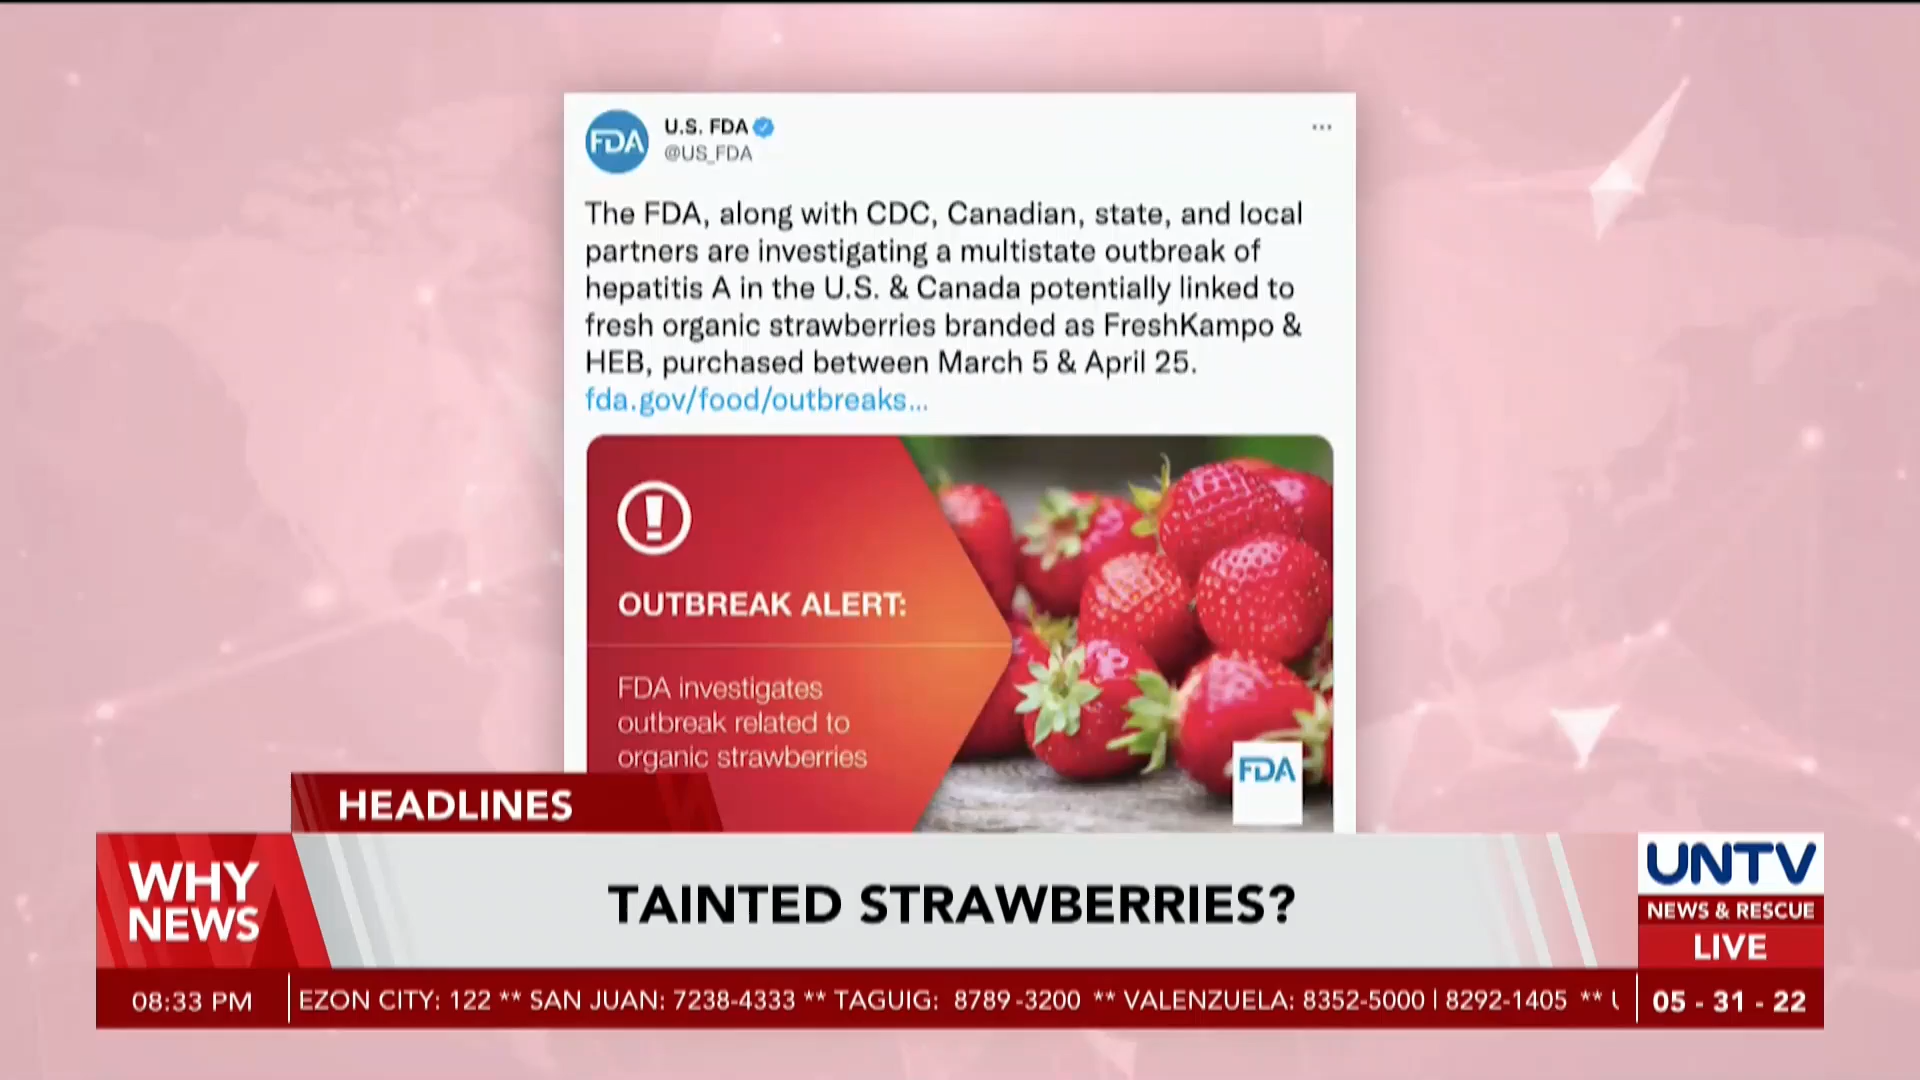 FDA
U.S. FDA
@US_FDA
The FDA, along with CDC, Canadian, state, and local
partners are investigating a multistate outbreak of
hepatitis A in the U.S. & Canada potentially linked to
fresh organic strawberries branded as FreshKampo &
HEB, purchased between March 5 & April 25.
fda.gov/food/outbreaks...
OUTBREAK ALERT:
FDA investigates
outbreak related to
organic strawberries
FDA
HEADLINES
WHY
NEWS
TAINTED STRAWBERRIES?
UNTV
NEWS & RESCUE
LIVE
08:33 PM
EZON CITY: 122 ** SAN JUAN: 7238-4333 ** TAGUIG: 8789-3200 ** VALENZUELA: 8352-5000 | 8292-1405 **
05 - 31 - 22